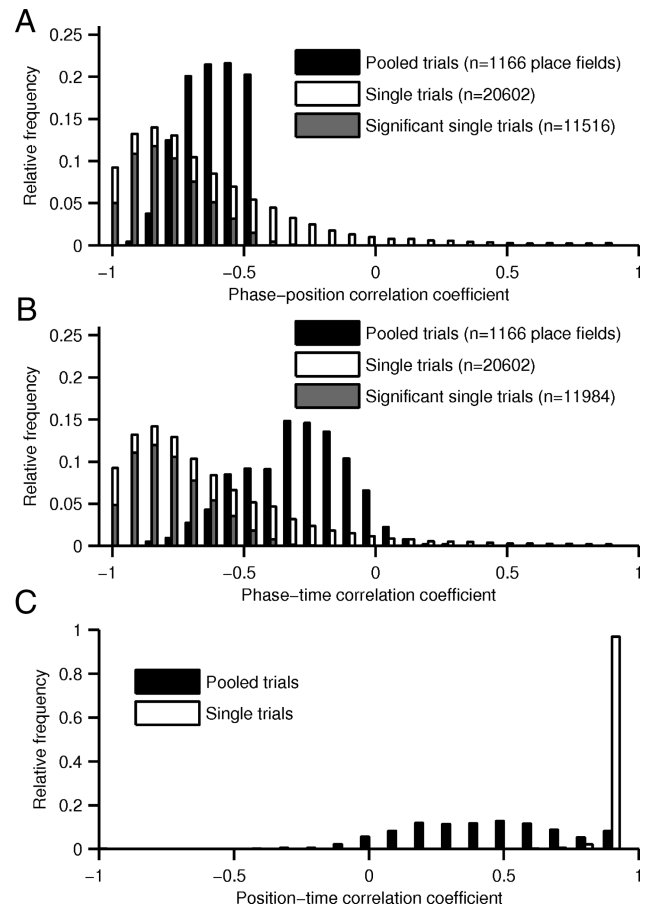 A
0.25
0.2
0.15
0.1
0.05
0
Relative frequency
Pooled trials (n=1166 place fields)
Single trials (n=20602)
Significant single trials (n=11516)
−1 −0.5 0 0.5 1
Phase−position correlation coefficient
B
0.25
0.2
0.15
0.1
0.05
0
Relative frequency
Pooled trials (n=1166 place fields)
Single trials (n=20602)
Significant single trials (n=11984)
−1 −0.5 0 0.5 1
Phase−time correlation coefficient
C
1
0.8
0.6
0.4
0.2
0
Relative frequency
Pooled trials
Single trials
−1 −0.5 0 0.5 1
Position−time correlation coefficient